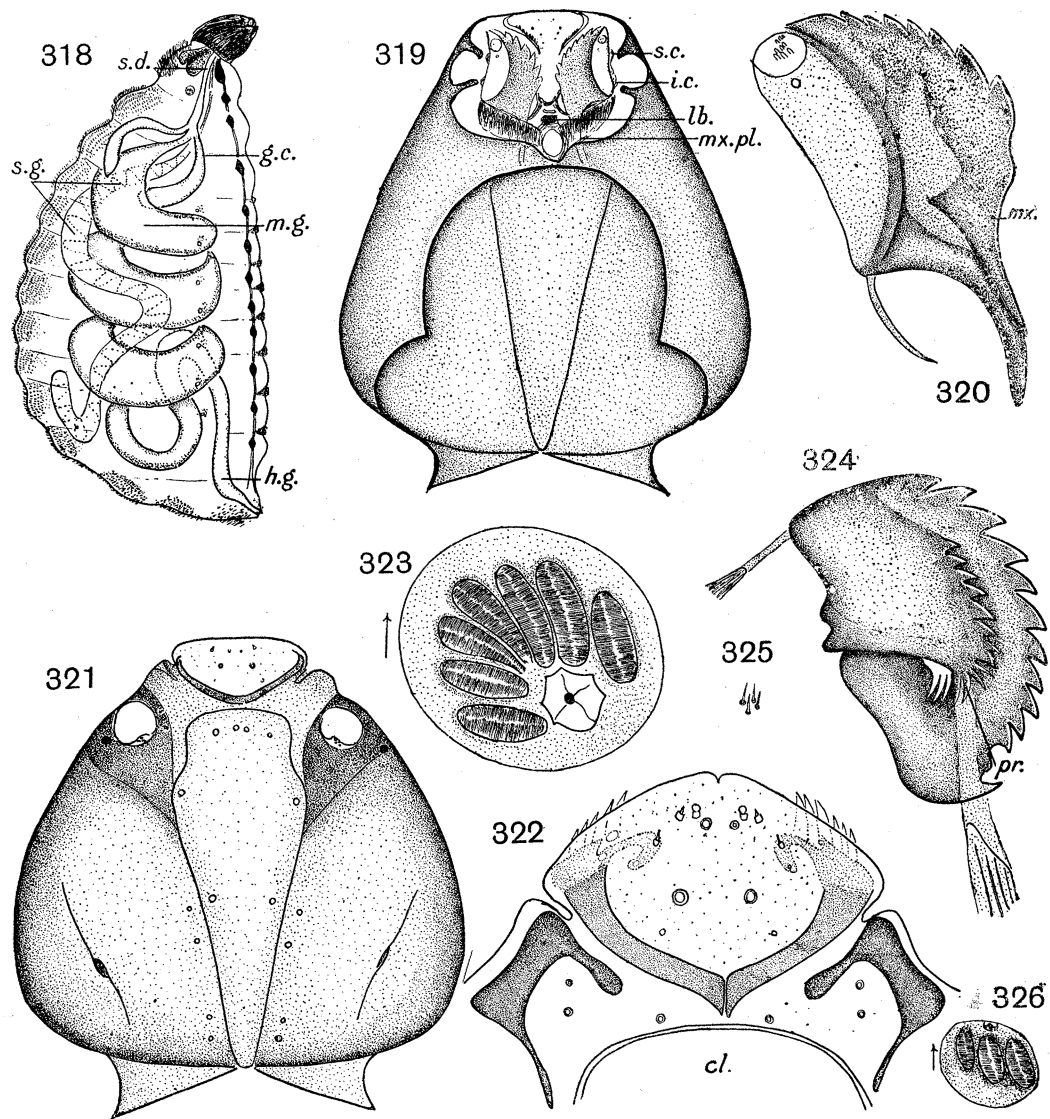 318
s.d.
s.g.
g.c.
m.g.
h.g.
319
s.c.
i.c.
lb.
mx.pl.
320
mx.
321
323
324
325
pr.
322
cl.
326